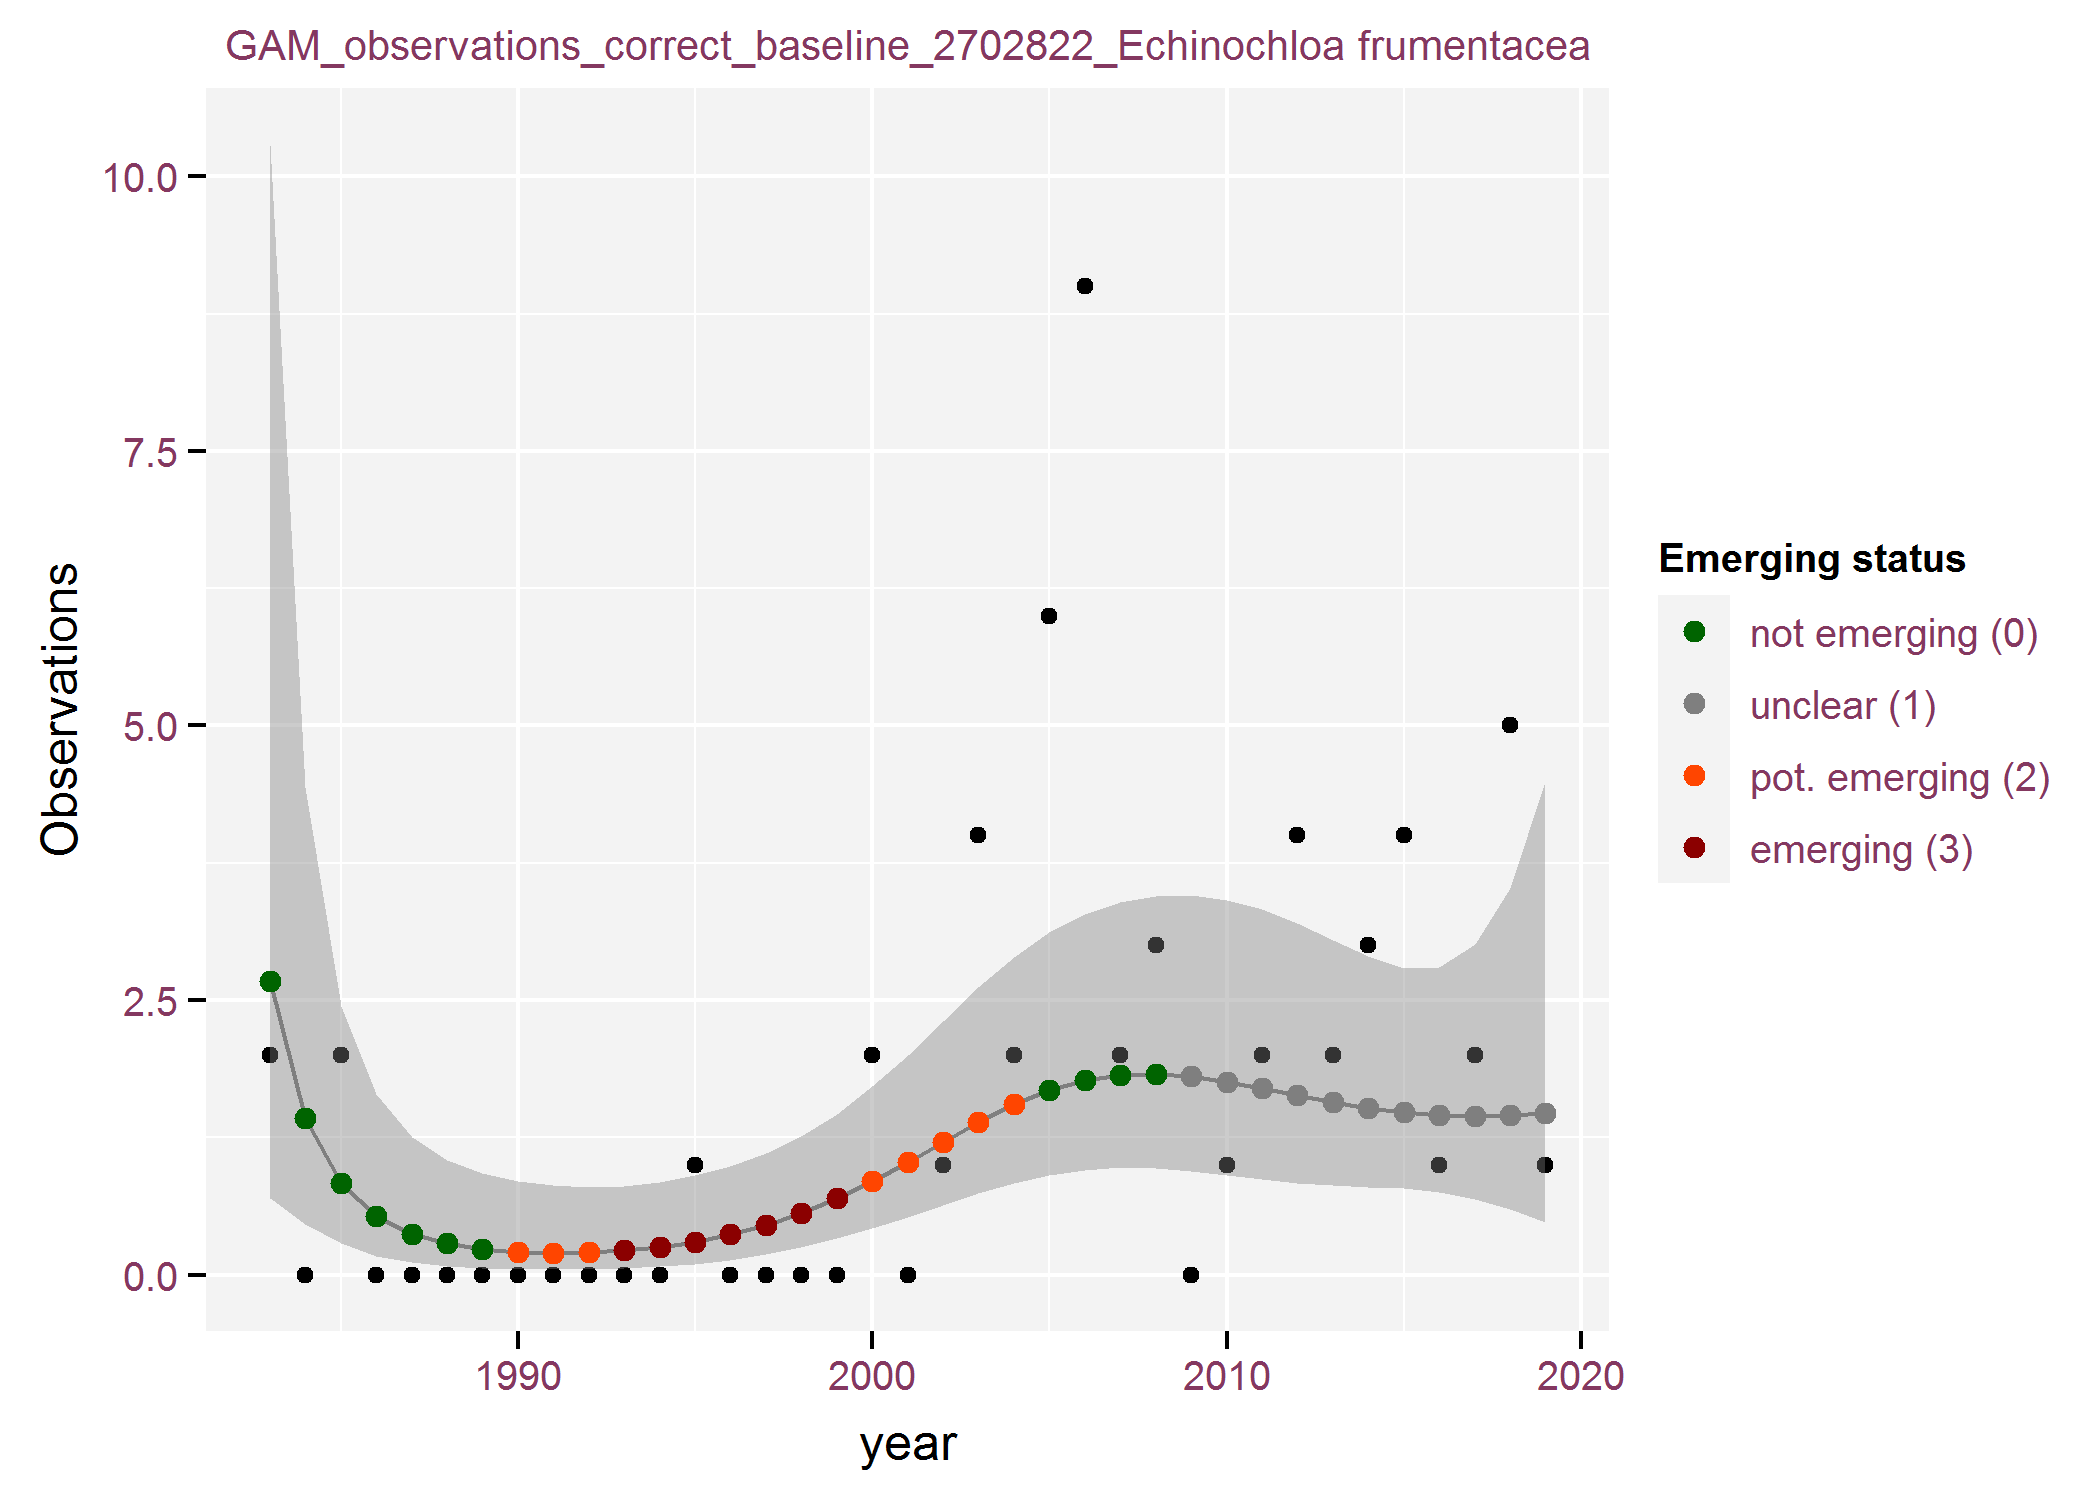 GAM_observations_correct_baseline_2702822_Echinochloa frumentacea
10.0
7.5
5.0
2.5
0.0
Observations
1990 2000 2010 2020
year
Emerging status
not emerging (0)
unclear (1)
pot. emerging (2)
emerging (3)